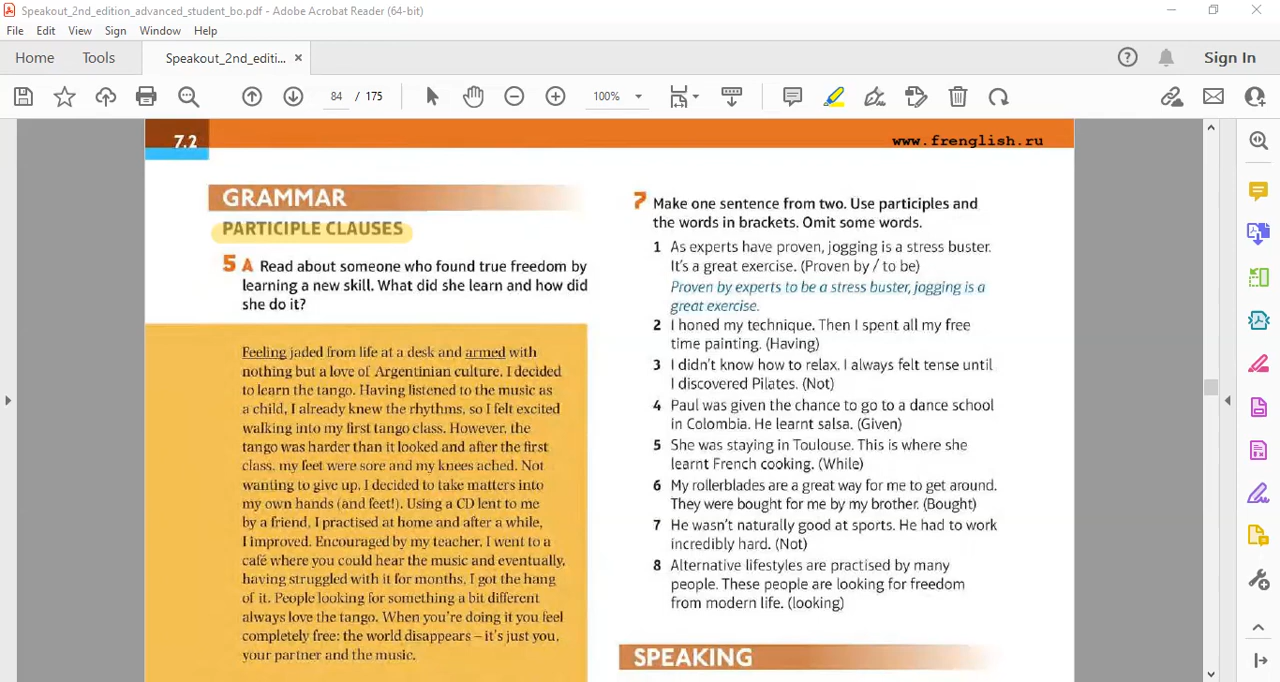 Speakout_2nd_edition_advanced_student_bo.pdf - Adobe Acrobat Reader (64-bit)
File Edit View Sign Window Help
Home Tools Speakout_2nd_editi... × Sign In
84 / 175 100%
7.2
www.frenglish.ru
GRAMMAR
PARTICIPLE CLAUSES
5 A Read about someone who found true freedom by
learning a new skill. What did she learn and how did
she do it?
Feeling jaded from life at a desk and armed with
nothing but a love of Argentinian culture, I decided
to learn the tango. Having listened to the music as
a child, I already knew the rhythms, so I felt excited
walking into my first tango class. However, the
tango was harder than it looked and after the first
class, my feet were sore and my knees ached. Not
wanting to give up, I decided to take matters into
my own hands (and feet!). Using a CD lent to me
by a friend, I practised at home and after a while,
I improved. Encouraged by my teacher, I went to a
café where you could hear the music and eventually,
having struggled with it for months, I got the hang
of it. People looking for something a bit different
always love the tango. When you're doing it you feel
completely free: the world disappears – it's just you,
your partner and the music.
7 Make one sentence from two. Use participles and
the words in brackets. Omit some words.
1 As experts have proven, jogging is a stress buster.
It's a great exercise. (Proven by / to be)
Proven by experts to be a stress buster, jogging is a
great exercise.
2 I honed my technique. Then I spent all my free
time painting. (Having)
3 I didn't know how to relax. I always felt tense until
I discovered Pilates. (Not)
4 Paul was given the chance to go to a dance school
in Colombia. He learnt salsa. (Given)
5 She was staying in Toulouse. This is where she
learnt French cooking. (While)
6 My rollerblades are a great way for me to get around.
They were bought for me by my brother. (Bought)
7 He wasn't naturally good at sports. He had to work
incredibly hard. (Not)
8 Alternative lifestyles are practised by many
people. These people are looking for freedom
from modern life. (looking)
SPEAKING